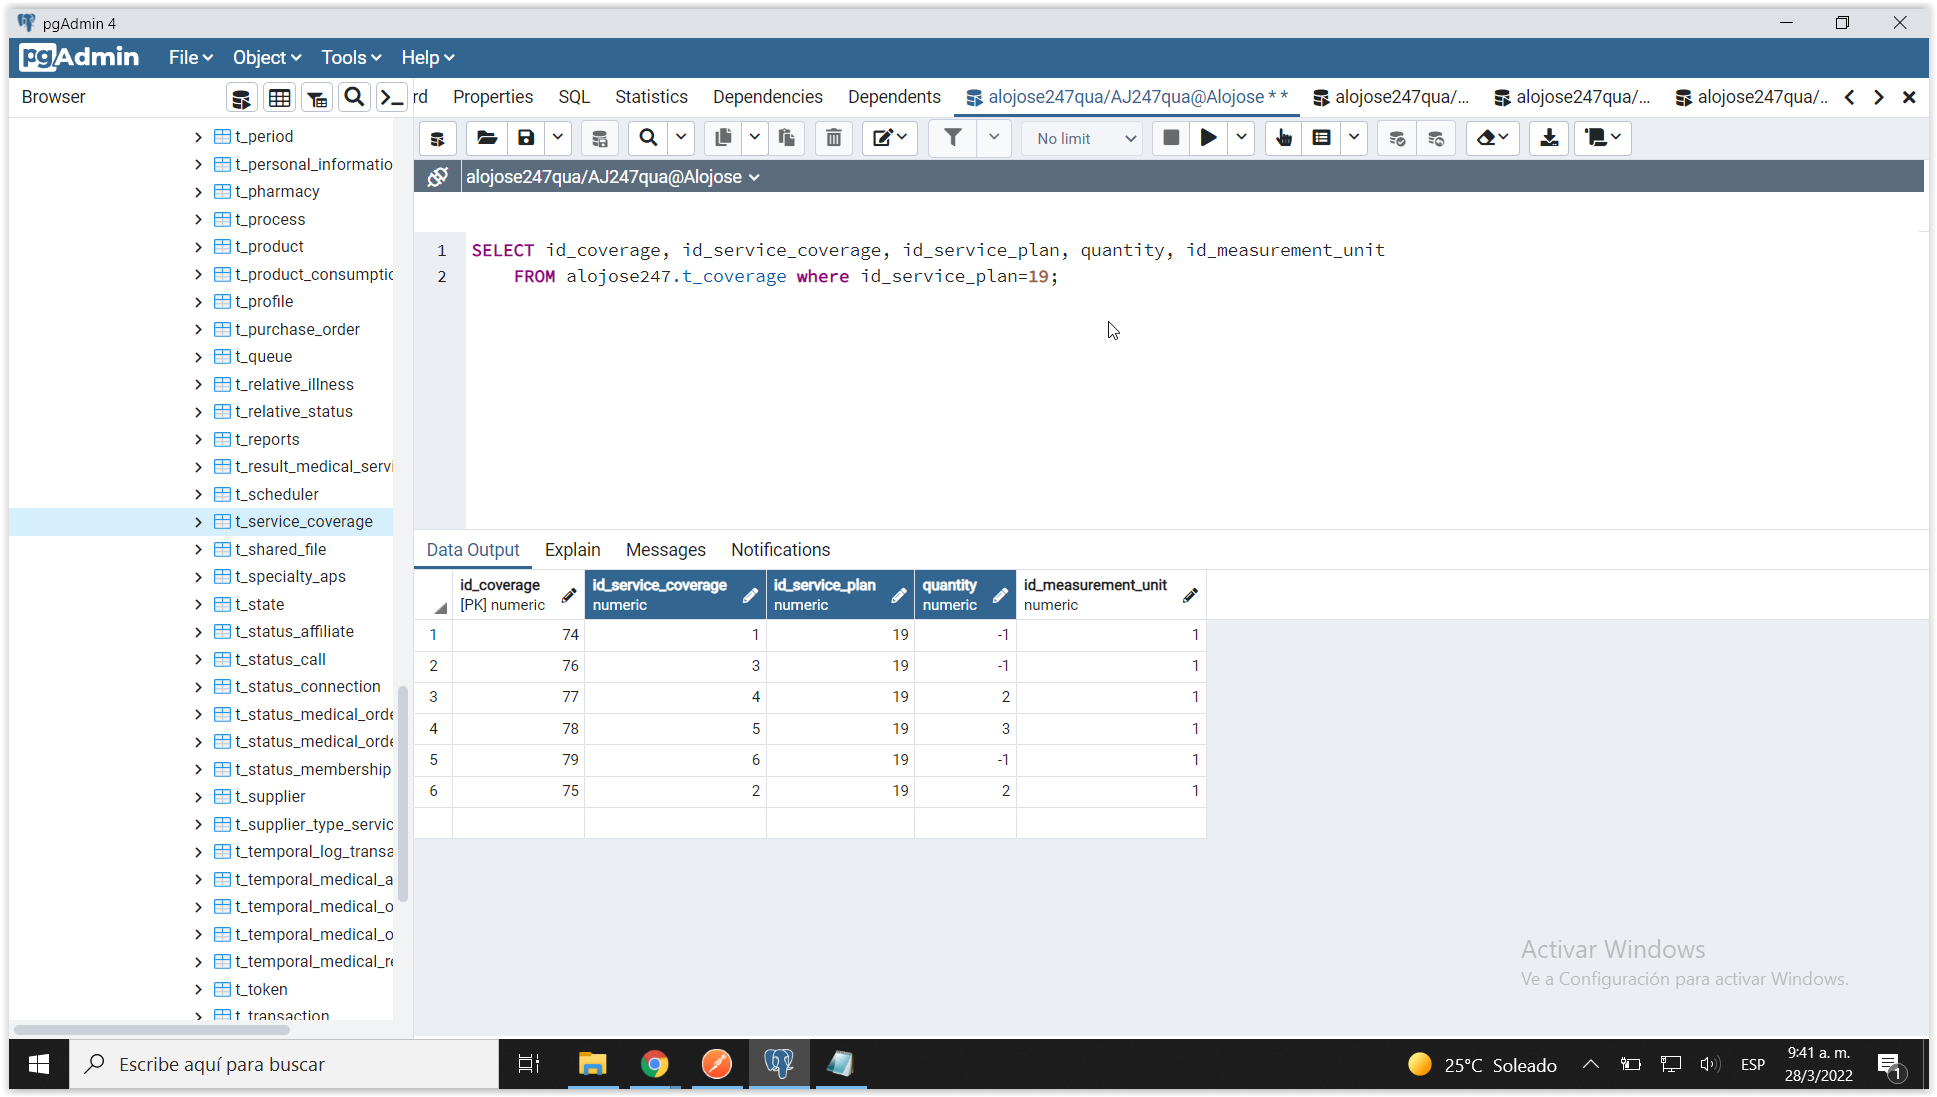 pgAdmin 4
pgAdmin File Object Tools Help
Browser
rd Properties SQL Statistics Dependencies Dependents alojose247qua/AJ247qua@Alojose * * alojose247qua/... alojose247qua/... alojose247qua/..
No limit
alojose247qua/AJ247qua@Alojose
t_period
t_personal_informatio
t_pharmacy
t_process
t_product
t_product_consumptic
t_profile
t_purchase_order
t_queue
t_relative_illness
t_relative_status
t_reports
t_result_medical_servi
t_scheduler
t_service_coverage
t_shared_file
t_specialty_aps
t_state
t_status_affiliate
t_status_call
t_status_connection
t_status_medical_orde
t_status_medical_orde
t_status_membership
t_supplier
t_supplier_type_servic
t_temporal_log_transa
t_temporal_medical_a
t_temporal_medical_o
t_temporal_medical_o
t_temporal_medical_re
t_token
t_transaction
1 SELECT id_coverage, id_service_coverage, id_service_plan, quantity, id_measurement_unit
2 FROM alojose247.t_coverage where id_service_plan=19;
Data Output Explain Messages Notifications
id_coverage id_service_coverage id_service_plan quantity id_measurement_unit
[PK] numeric numeric numeric numeric numeric
1 74 1 19 -1 1
2 76 3 19 -1 1
3 77 4 19 2 1
4 78 5 19 3 1
5 79 6 19 -1 1
6 75 2 19 2 1
Activar Windows
Ve a Configuración para activar Windows.
Escribe aquí para buscar
25°C Soleado
ESP
9:41 a. m.
28/3/2022
1